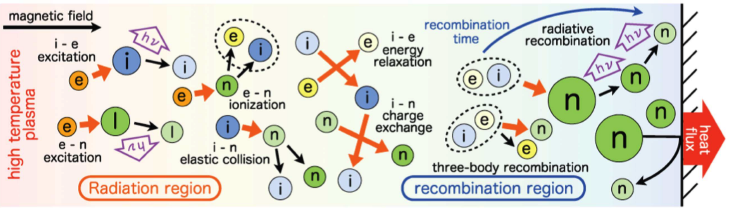 magnetic field
high temperature
plasma
i - e
excitation
hν
e
i
i
e
l
l
e - n
excitation
hν
Radiation region
e
i
e
n
e - n
ionization
i
n
i - n
elastic collision
i
n
i
e
e
i - e
energy
relaxation
i
n
i - n
charge
exchange
n
i
recombination
time
radiative
recombination
hν
hν
n
e
i
n
n
i
e
n
e
n
n
n
three-body recombination
recombination region
heat
flux